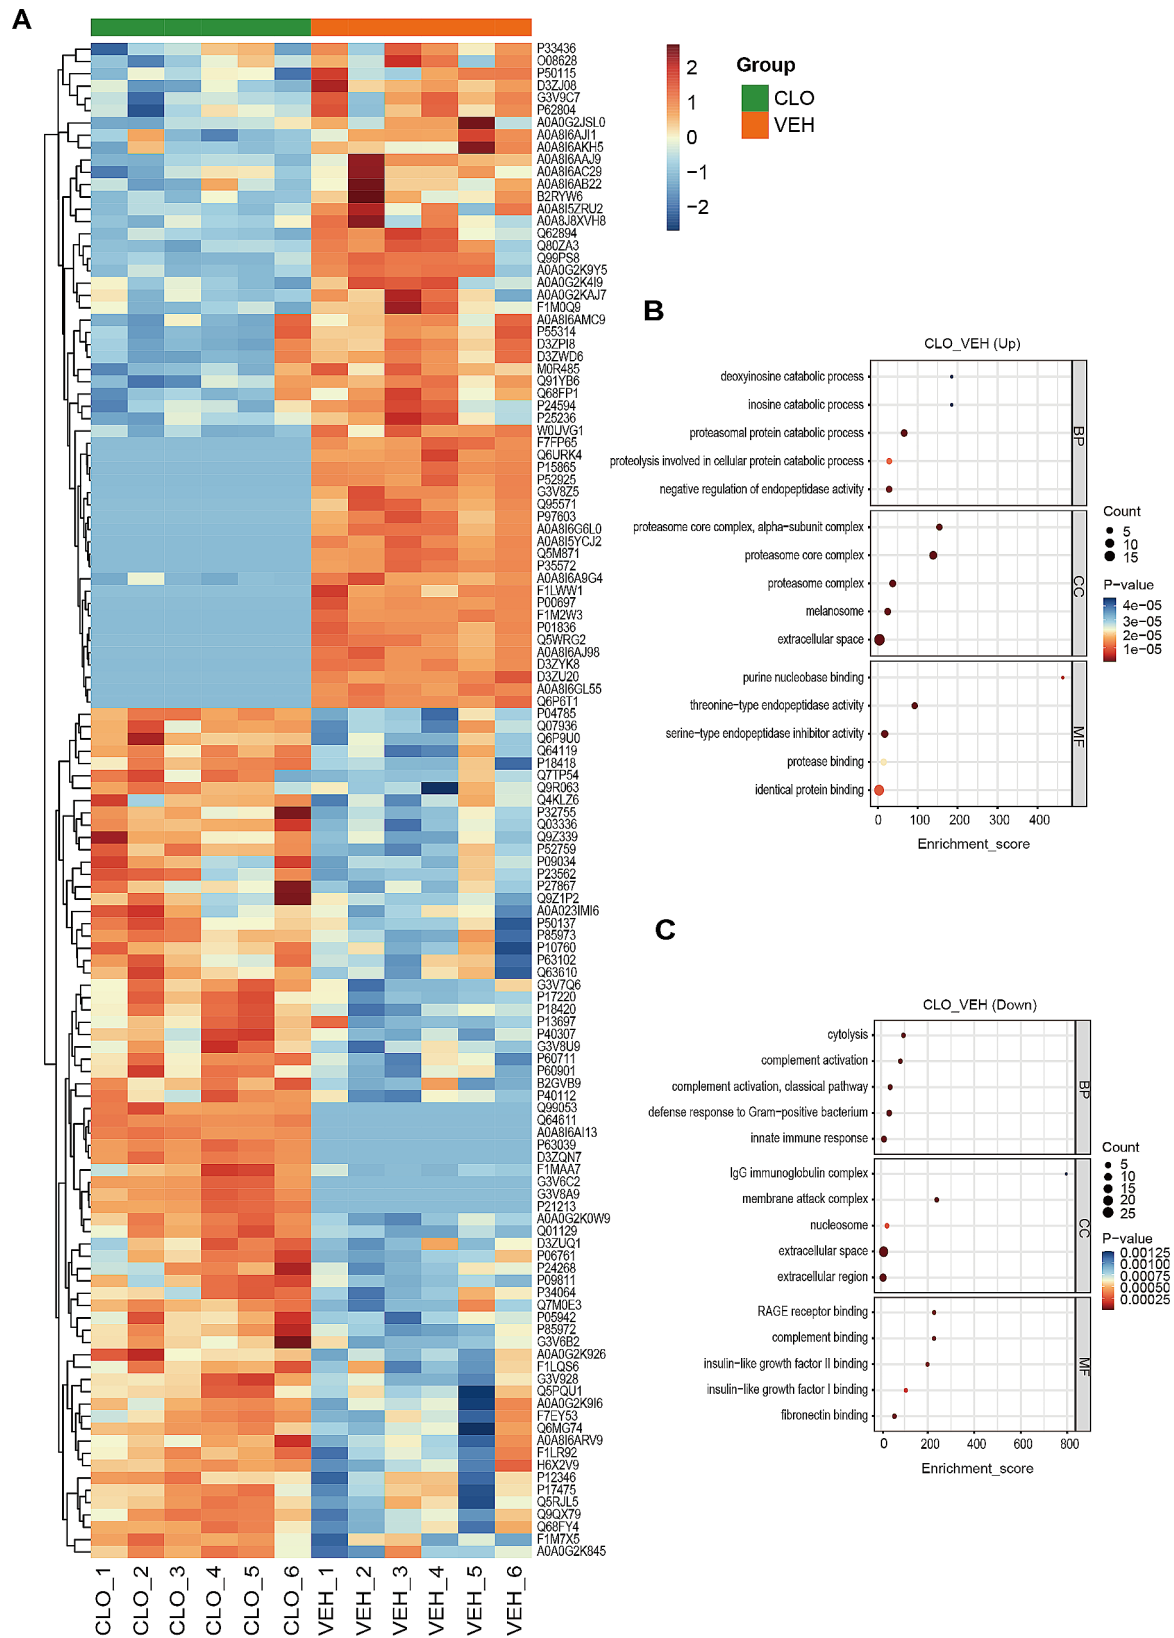 A
P33436
O08628
P50115
D3ZJ08
G3V9C7
P62804
A0A0G2JSL0
A0A8I6AJI1
A0A8I6AKH5
A0A8I6AAJ9
A0A8I6AC29
A0A8I6AB22
B2RYW6
A0A8I5ZRU2
A0A8J8XVH8
Q62894
Q80ZA3
Q99PS8
A0A0G2K9Y5
A0A0G2K4I9
A0A0G2KAJ7
F1M0Q9
A0A8I6AMC9
P55314
D3ZPI8
D3ZWD6
M0R485
Q91YB6
Q68FP1
P24594
P25236
W0UVG1
F7FP65
Q6URK4
P15865
P52925
G3V8Z5
Q95571
P97603
A0A8I6G6L0
A0A8I5YCJ2
Q5M871
P35572
A0A8I6A9G4
F1LWW1
P00697
F1M2W3
P01836
Q5WRG2
A0A8I6AJ98
D3ZYK8
D3ZU20
A0A8I6GL55
Q6P6T1
P04785
Q07936
Q6P9U0
Q64119
P18418
Q7TP54
Q9R063
Q4KLZ6
P32755
Q03336
Q9Z339
P52759
P09034
P23562
P27867
Q9Z1P2
A0A023IMI6
P50137
P85973
P10760
P63102
Q63610
G3V7Q6
P17220
P18420
P13697
P40307
G3V8U9
P60711
P60901
B2GVB9
P40112
Q99053
Q64611
A0A8I6AI13
P63039
D3ZQN7
F1MAA7
G3V6C2
G3V8A9
P21213
A0A0G2K0W9
Q01129
D3ZUQ1
P06761
P24268
P09811
P34064
Q7M0E3
P05942
P85972
G3V6B2
A0A0G2K926
F1LQS6
G3V928
Q5PQU1
A0A0G2K9I6
F7EY53
Q6MG74
A0A8I6ARV9
F1LR92
H6X2V9
P12346
P17475
Q5RJL5
Q9QX79
Q68FY4
F1M7X5
A0A0G2K845
CLO_1
CLO_2
CLO_3
CLO_4
CLO_5
CLO_6
VEH_1
VEH_2
VEH_3
VEH_4
VEH_5
VEH_6
2
1
0
−1
−2
Group
CLO
VEH
B
CLO_VEH (Up)
deoxyinosine catabolic process
inosine catabolic process
proteasomal protein catabolic process
proteolysis involved in cellular protein catabolic process
negative regulation of endopeptidase activity
BP
proteasome core complex, alpha−subunit complex
proteasome core complex
proteasome complex
melanosome
extracellular space
CC
purine nucleobase binding
threonine−type endopeptidase activity
serine−type endopeptidase inhibitor activity
protease binding
identical protein binding
MF
0 100 200 300 400
Enrichment_score
Count
5
10
15
P−value
4e−05
3e−05
2e−05
1e−05
C
CLO_VEH (Down)
cytolysis
complement activation
complement activation, classical pathway
defense response to Gram−positive bacterium
innate immune response
BP
IgG immunoglobulin complex
membrane attack complex
nucleosome
extracellular space
extracellular region
CC
RAGE receptor binding
complement binding
insulin−like growth factor II binding
insulin−like growth factor I binding
fibronectin binding
MF
0 200 400 600 800
Enrichment_score
Count
5
10
15
20
25
P−value
0.00125
0.00100
0.00075
0.00050
0.00025